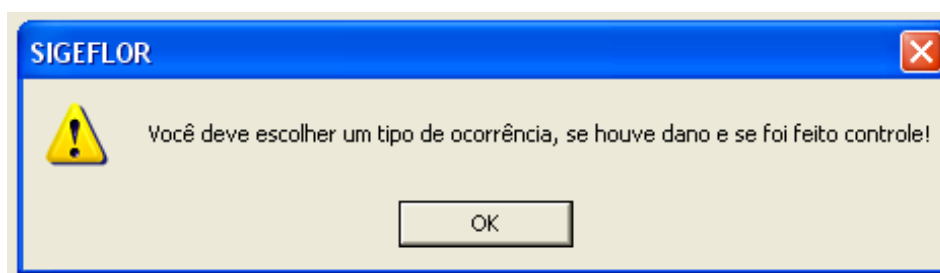 SIGEFLOR
Você deve escolher um tipo de ocorrência, se houve dano e se foi feito controle!
OK